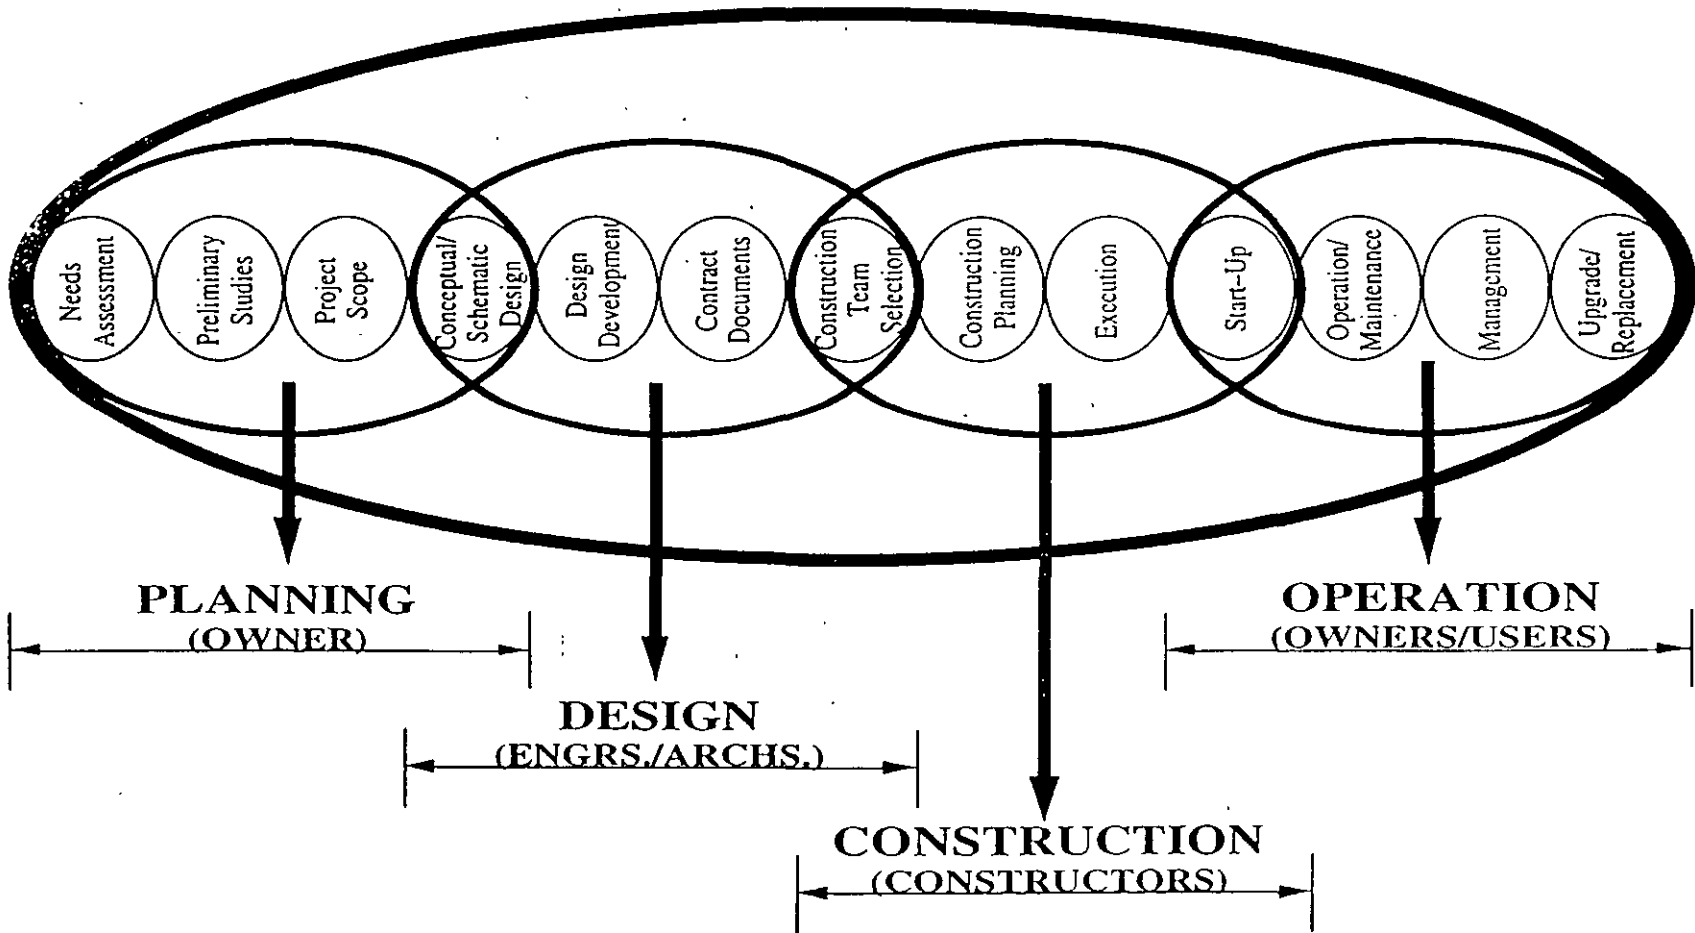 Needs
Assessment
Preliminary
Studies
Project
Scope
Conceptual/
Schematic
Design
Design
Development
Contract
Documents
Construction
Team
Selection
Construction
Planning
Execution
Start-Up
Operation/
Maintenance
Management
Upgrade/
Replacement
PLANNING
(OWNER)
OPERATION
(OWNERS/USERS)
DESIGN
(ENGRS./ARCHS.)
CONSTRUCTION
(CONSTRUCTORS)